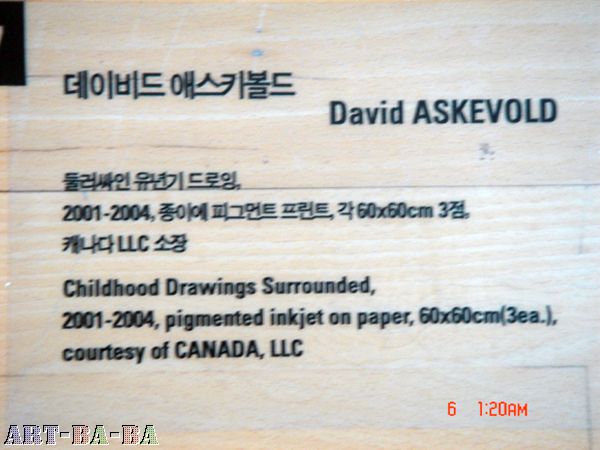 데이비드 애스키볼드
David ASKEVOLD
둘러싸인 유년기 드로잉,
2001-2004, 종이에 피그먼트 프린트, 각 60x60cm 3점,
캐나다 LLC 소장
Childhood Drawings Surrounded,
2001-2004, pigmented inkjet on paper, 60x60cm(3ea.),
courtesy of CANADA, LLC
6 1:20AM
ART-BA-BA